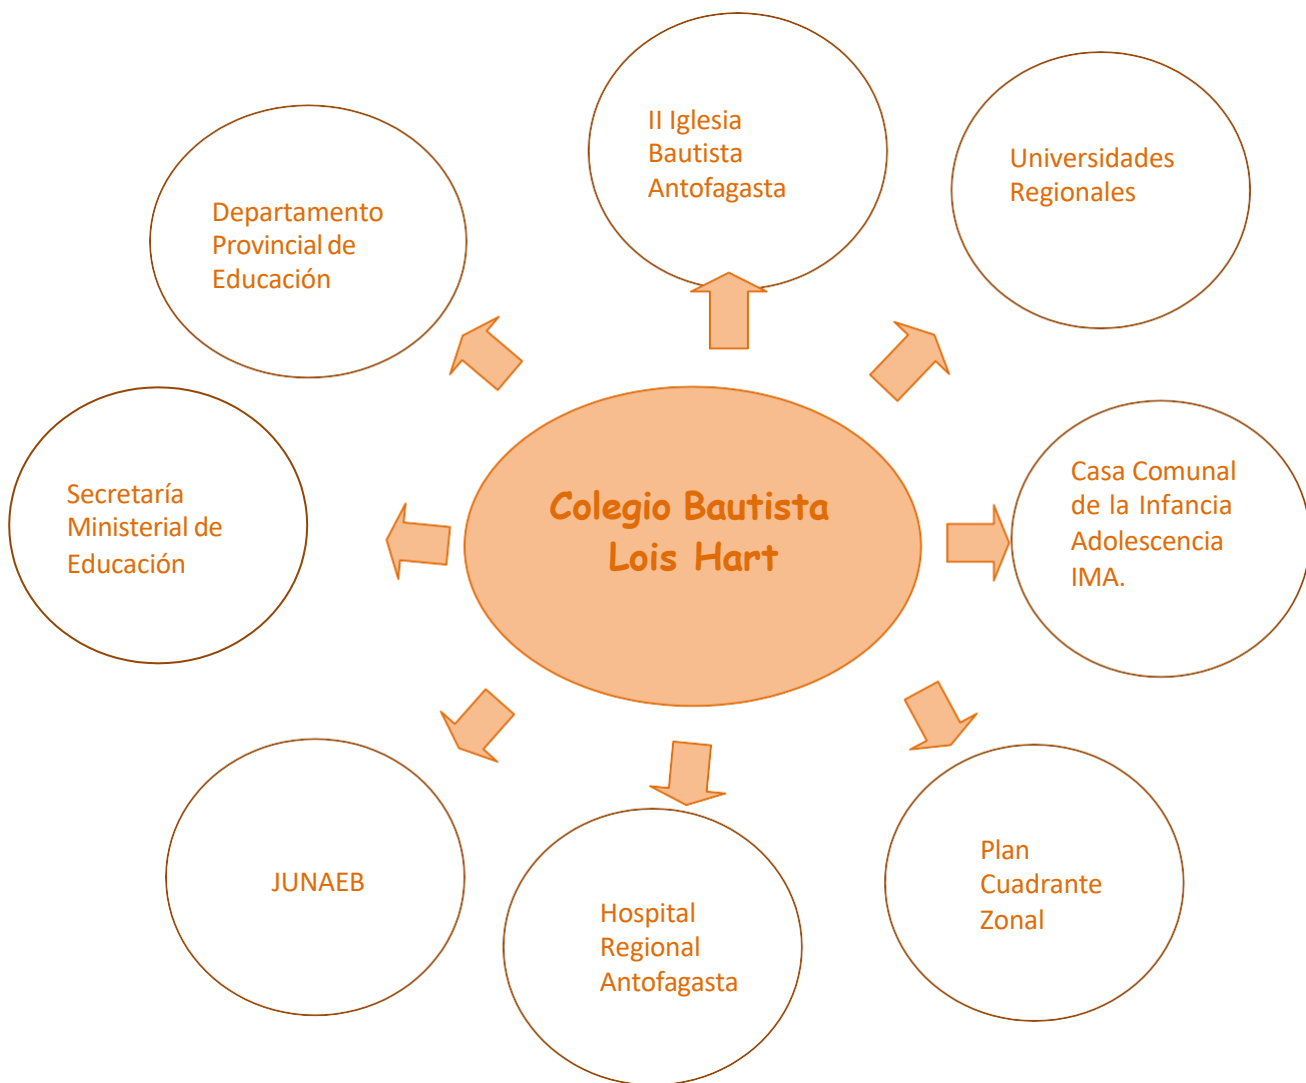 II Iglesia
Bautista
Antofagasta
Universidades
Regionales
Departamento
Provincial de
Educación
Casa Comunal
de la Infancia
Adolescencia
IMA.
Secretaría
Ministerial de
Educación
Colegio Bautista
Lois Hart
JUNAEB
Hospital
Regional
Antofagasta
Plan
Cuadrante
Zonal